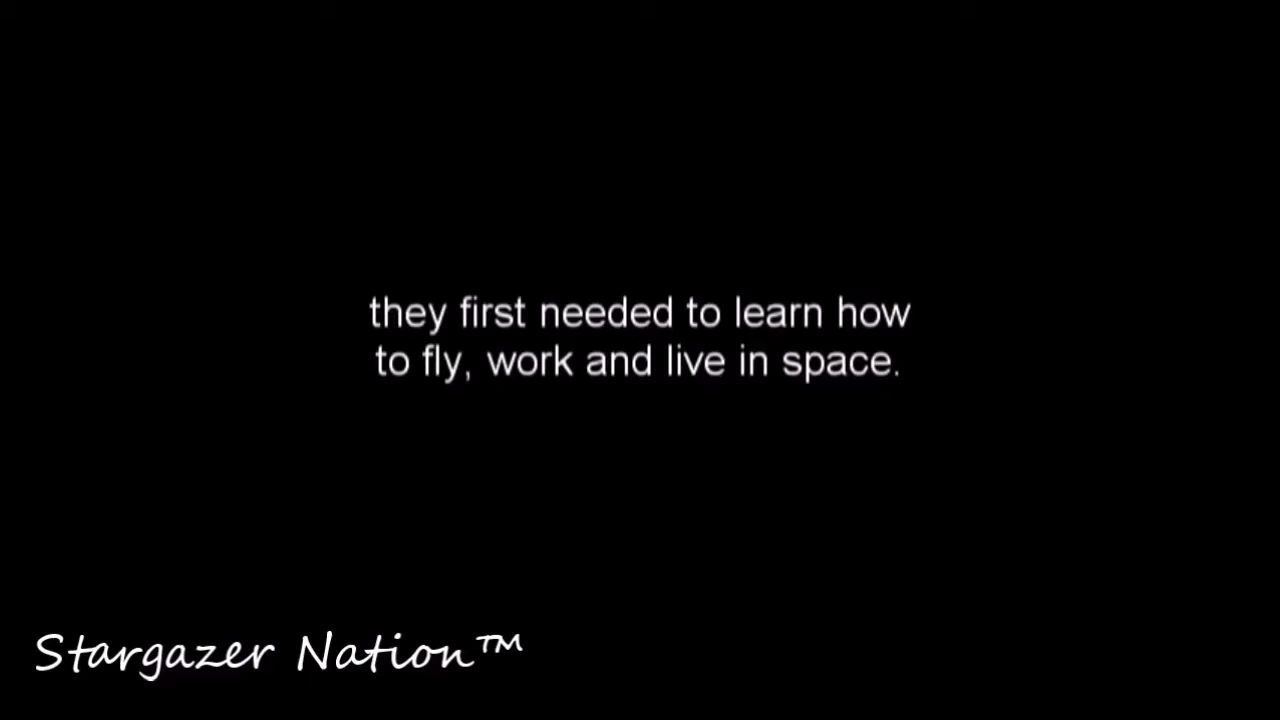 they first needed to learn how
to fly, work and live in space.
Stargazer Nation™